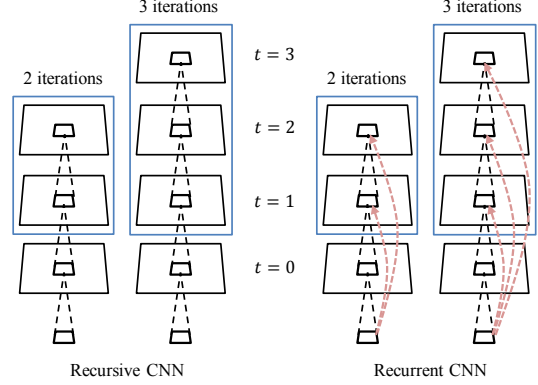 3 iterations
3 iterations
2 iterations
t = 3
2 iterations
t = 2
t = 1
t = 0
Recursive CNN
Recurrent CNN